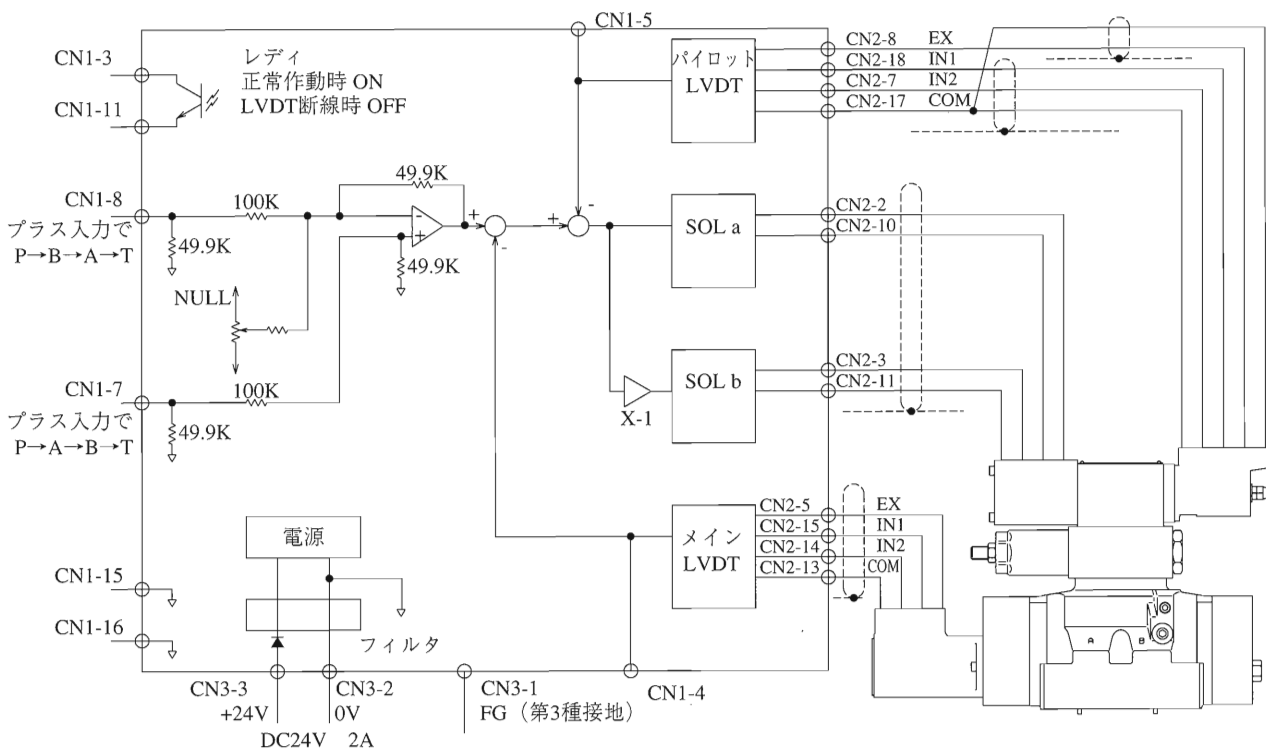 CN1-5
CN1-3
レディ
正常作動時 ON
LVDT断線時 OFF
CN1-11
パイロット
LVDT
CN2-8 EX
CN2-18 IN1
CN2-7 IN2
CN2-17 COM
CN1-8
プラス入力で
P→B→A→T
100K
49.9K
49.9K
-
+
49.9K
+
-
+
-
SOL a
CN2-2
CN2-10
NULL
CN1-7
プラス入力で
P→A→B→T
100K
49.9K
X-1
SOL b
CN2-3
CN2-11
電源
フィルタ
メイン
LVDT
CN2-5 EX
CN2-15 IN1
CN2-14 IN2
CN2-13 COM
CN1-15
CN1-16
CN3-3
+24V
CN3-2
0V
DC24V 2A
CN3-1
FG（第3種接地）
CN1-4
A B